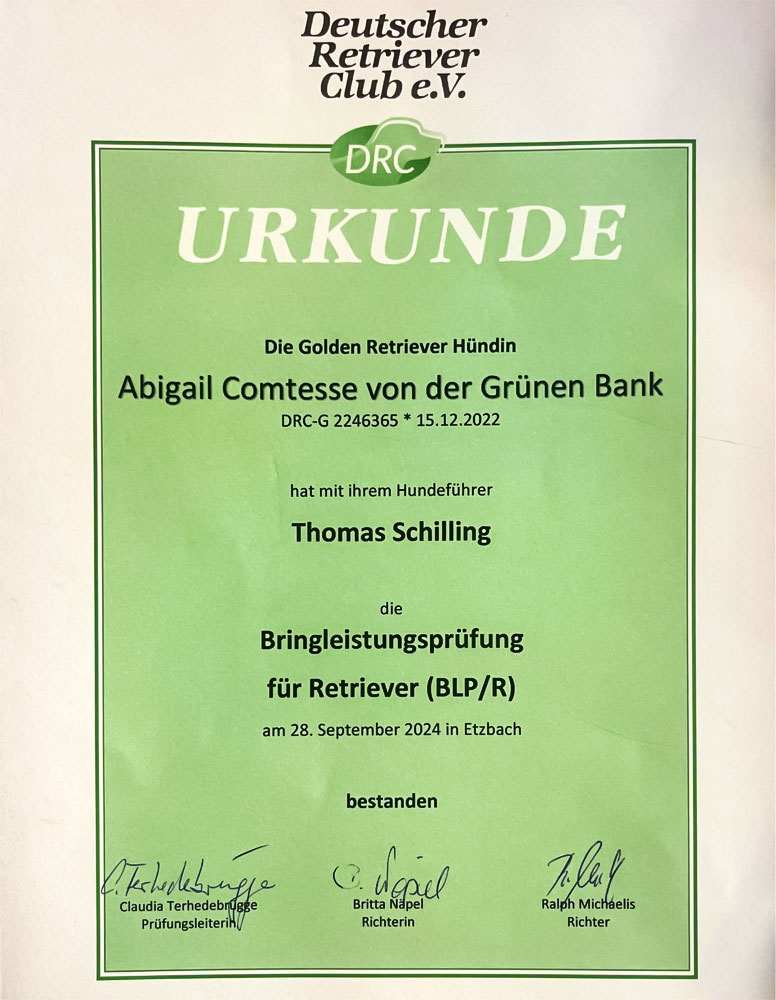 Deutscher
Retriever
Club e.V.
DRC
URKUNDE
Die Golden Retriever Hündin
Abigail Comtesse von der Grünen Bank
DRC-G 2246365 * 15.12.2022
hat mit ihrem Hundeführer
Thomas Schilling
die
Bringleistungsprüfung
für Retriever (BLP/R)
am 28. September 2024 in Etzbach
bestanden
C. Terhedebrügge
Claudia Terhedebrügge Britta Näpel Ralph Michaelis
Prüfungsleiterin Richterin Richter